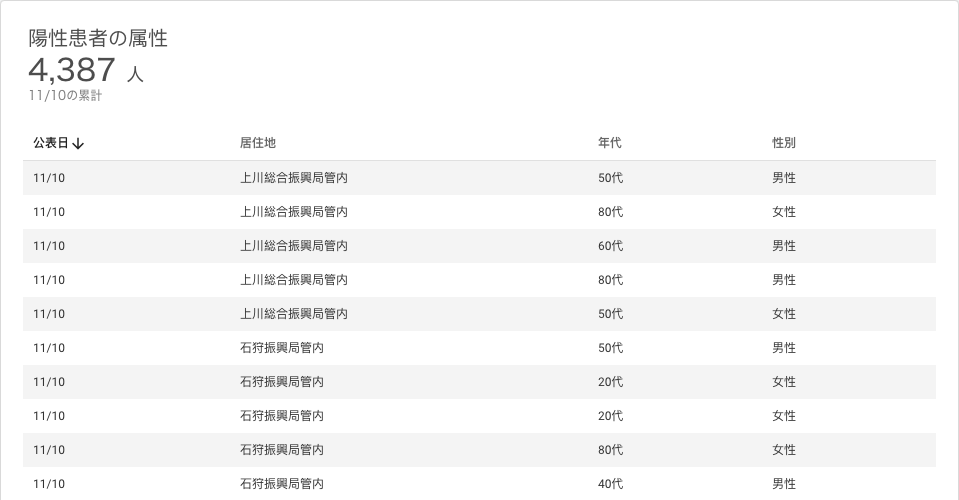 陽性患者の属性
4,387 人
11/10の累計
公表日↓ 居住地 年代 性別
11/10 上川総合振興局管内 50代 男性
11/10 上川総合振興局管内 80代 女性
11/10 上川総合振興局管内 60代 男性
11/10 上川総合振興局管内 80代 男性
11/10 上川総合振興局管内 50代 女性
11/10 石狩振興局管内 50代 男性
11/10 石狩振興局管内 20代 女性
11/10 石狩振興局管内 20代 女性
11/10 石狩振興局管内 80代 女性
11/10 石狩振興局管内 40代 男性